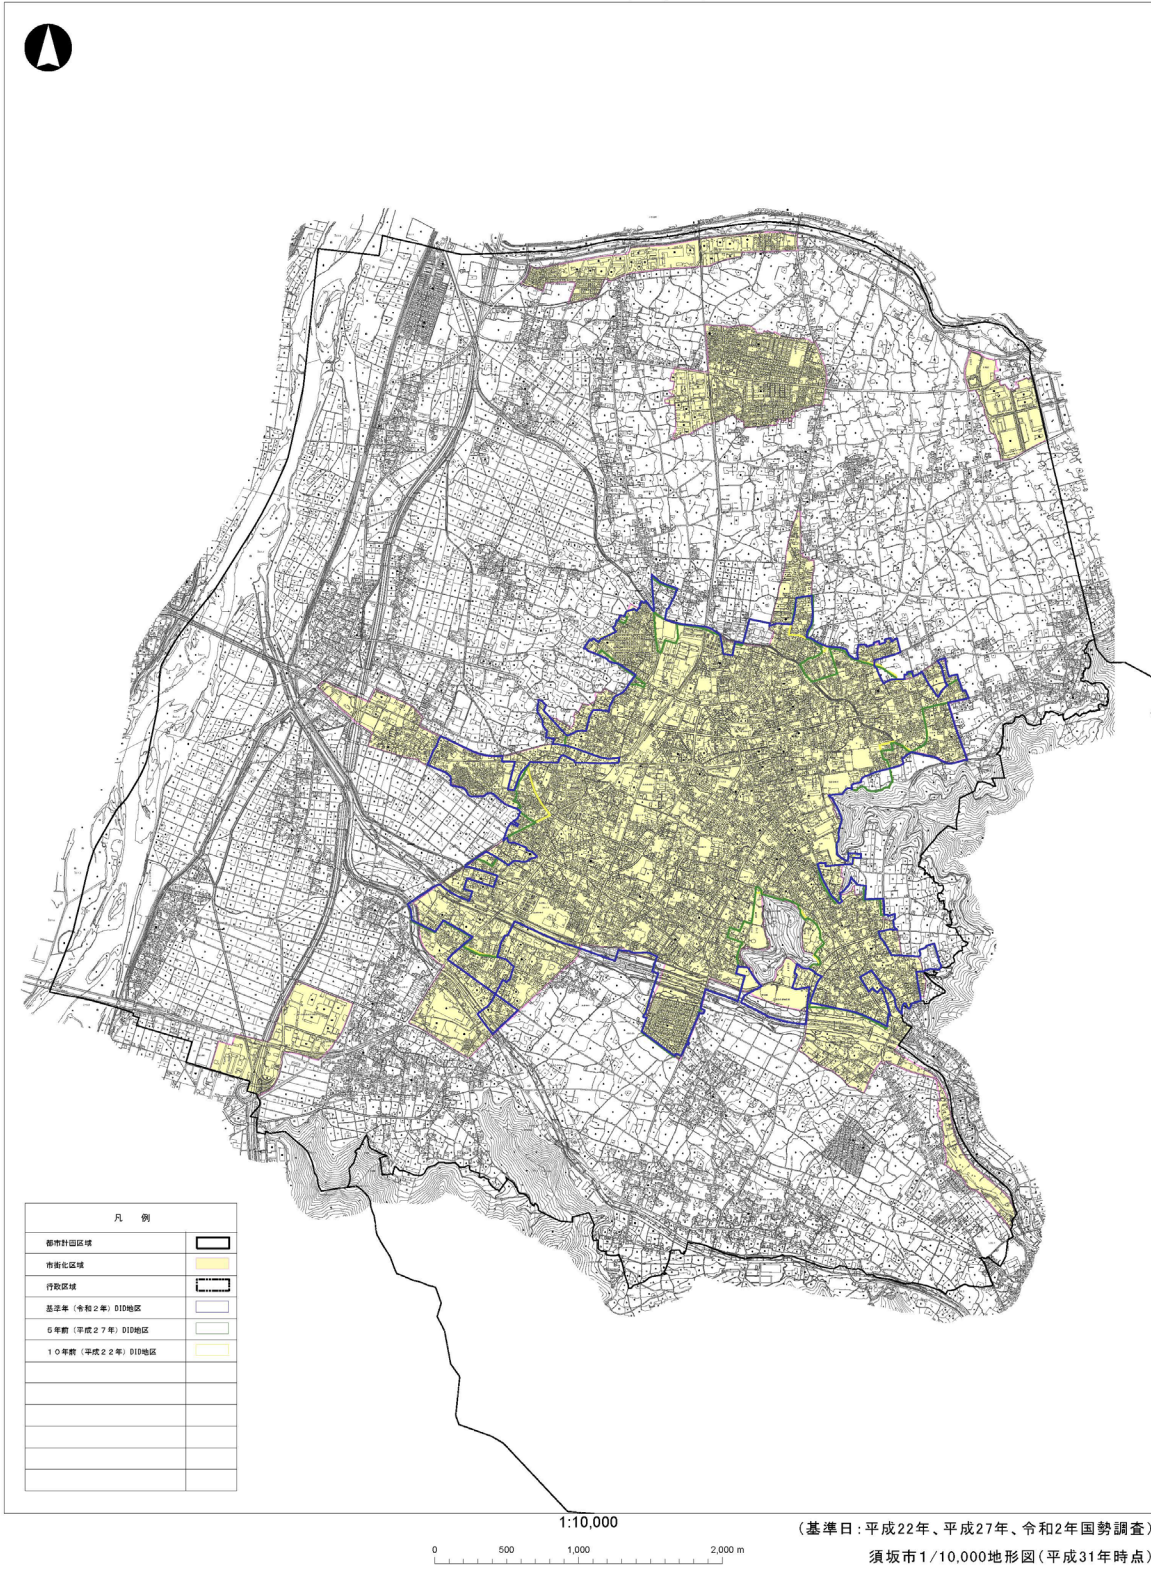 凡 例
都市計画区域
市街化区域
行政区域
基準年（令和２年）DID地区
５年前（平成２７年）DID地区
１０年前（平成２２年）DID地区
1:10,000
0 500 1,000 2,000 m
(基準日:平成22年、平成27年、令和2年国勢調査)
須坂市1/10,000地形図(平成31年時点)